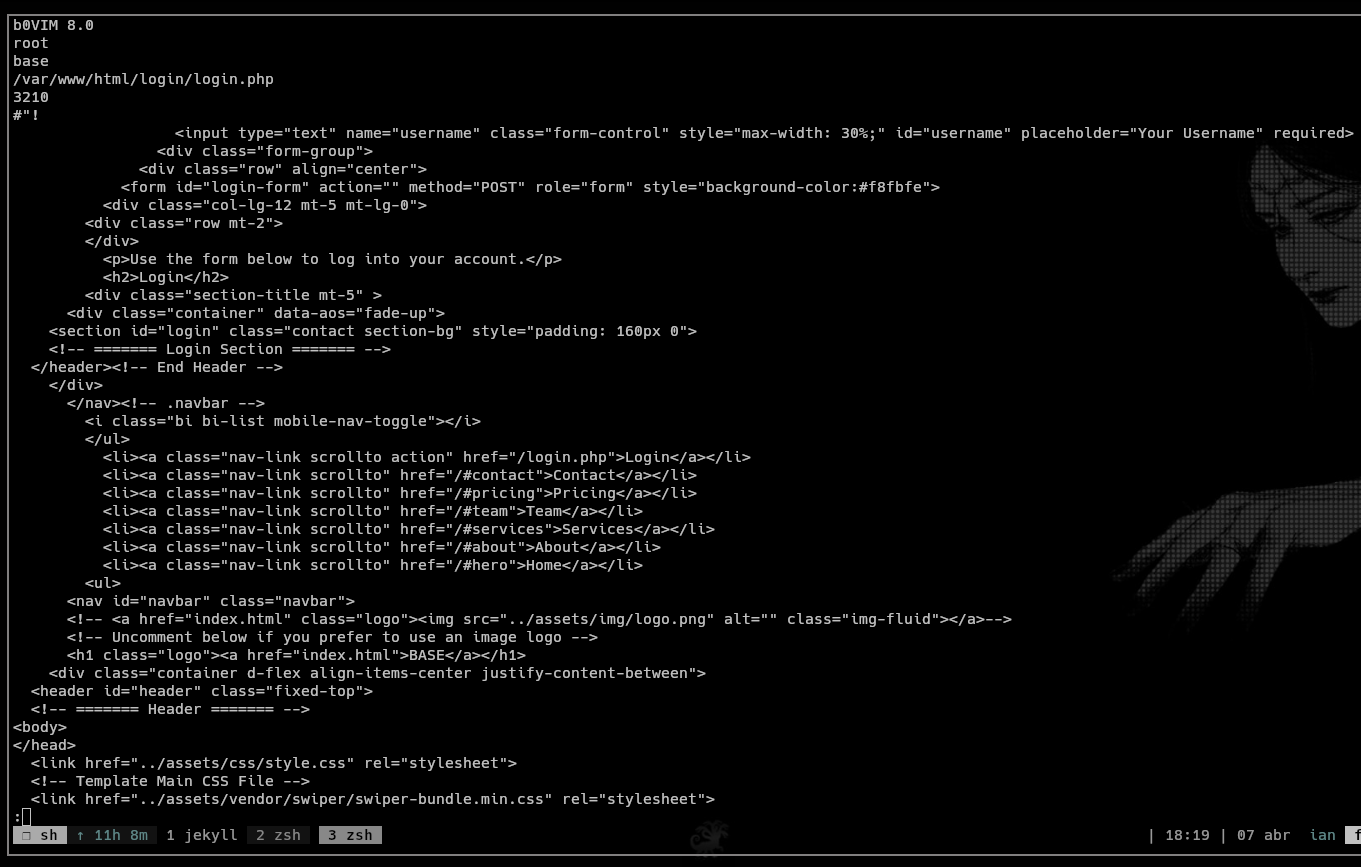 b0VIM 8.0
root
base
/var/www/html/login/login.php
3210
#"!
<input type="text" name="username" class="form-control" style="max-width: 30%;" id="username" placeholder="Your Username" required>
<div class="form-group">
<div class="row" align="center">
<form id="login-form" action="" method="POST" role="form" style="background-color:#f8fbfe">
<div class="col-lg-12 mt-5 mt-lg-0">
<div class="row mt-2">
</div>
<p>Use the form below to log into your account.</p>
<h2>Login</h2>
<div class="section-title mt-5" >
<div class="container" data-aos="fade-up">
<section id="login" class="contact section-bg" style="padding: 160px 0">
<!-- ======= Login Section ======= -->
</header><!-- End Header -->
</div>
</nav><!-- .navbar -->
<i class="bi bi-list mobile-nav-toggle"></i>
</ul>
<li><a class="nav-link scrollto action" href="/login.php">Login</a></li>
<li><a class="nav-link scrollto" href="/#contact">Contact</a></li>
<li><a class="nav-link scrollto" href="/#pricing">Pricing</a></li>
<li><a class="nav-link scrollto" href="/#team">Team</a></li>
<li><a class="nav-link scrollto" href="/#services">Services</a></li>
<li><a class="nav-link scrollto" href="/#about">About</a></li>
<li><a class="nav-link scrollto" href="/#hero">Home</a></li>
<ul>
<nav id="navbar" class="navbar">
<!-- <a href="index.html" class="logo"><img src="../assets/img/logo.png" alt="" class="img-fluid"></a>-->
<!-- Uncomment below if you prefer to use an image logo -->
<h1 class="logo"><a href="index.html">BASE</a></h1>
<div class="container d-flex align-items-center justify-content-between">
<header id="header" class="fixed-top">
<!-- ======= Header ======= -->
<body>
</head>
<link href="../assets/css/style.css" rel="stylesheet">
<!-- Template Main CSS File -->
<link href="../assets/vendor/swiper/swiper-bundle.min.css" rel="stylesheet">
:
❐ sh ↑ 11h 8m 1 jekyll 2 zsh 3 zsh | 18:19 | 07 abr ian f